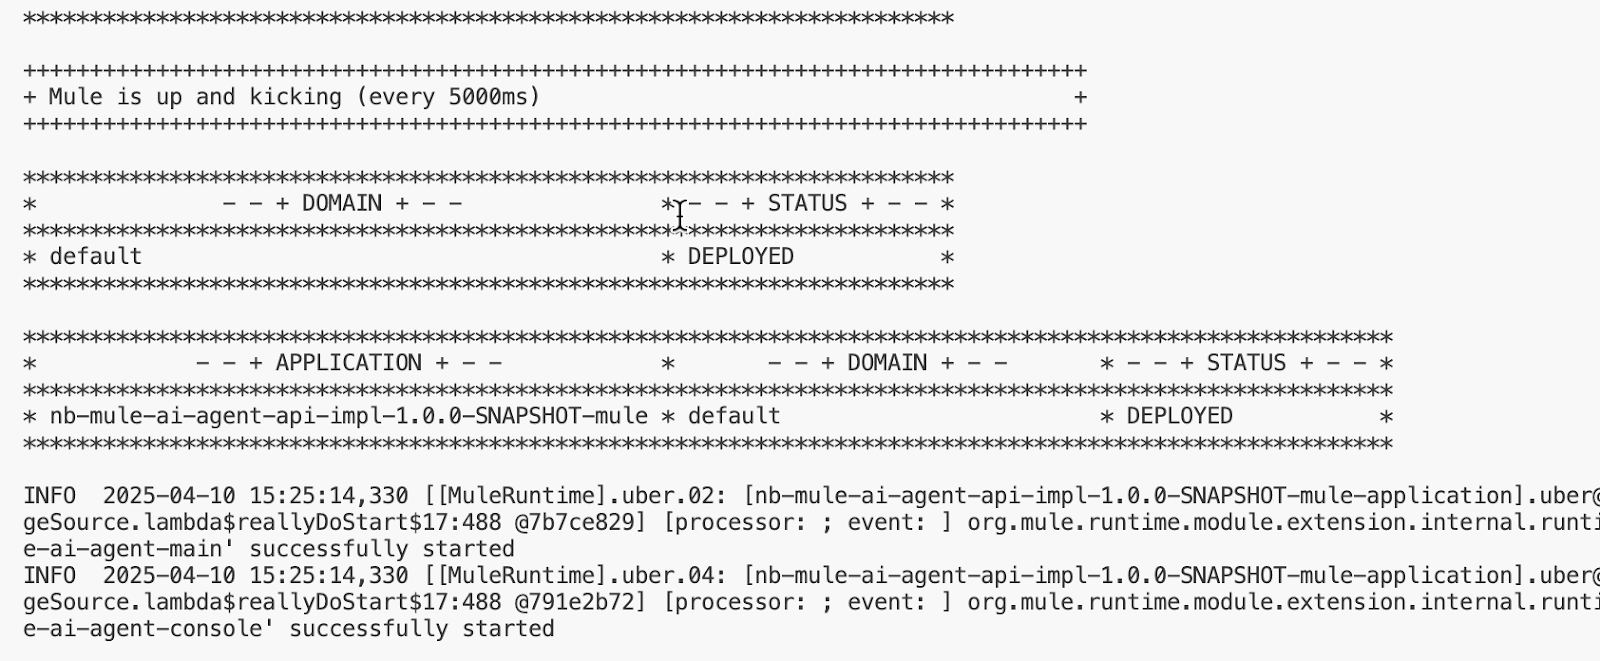 **********************************************************************
+++++++++++++++++++++++++++++++++++++++++++++++++++++++++++++++++++++++++++++++
+ Mule is up and kicking (every 5000ms)                                        +
+++++++++++++++++++++++++++++++++++++++++++++++++++++++++++++++++++++++++++++++
**********************************************************************
*              - - + DOMAIN + - -               * - - + STATUS + - - *
**********************************************************************
* default                                       * DEPLOYED           *
**********************************************************************
*******************************************************************************************************
*            - - + APPLICATION + - -            *       - - + DOMAIN + - -       * - - + STATUS + - - *
*******************************************************************************************************
* nb-mule-ai-agent-api-impl-1.0.0-SNAPSHOT-mule * default                        * DEPLOYED           *
*******************************************************************************************************
INFO  2025-04-10 15:25:14,330 [[MuleRuntime].uber.02: [nb-mule-ai-agent-api-impl-1.0.0-SNAPSHOT-mule-application].uber@
geSource.lambda$reallyDoStart$17:488 @7b7ce829] [processor: ; event: ] org.mule.runtime.module.extension.internal.runti
e-ai-agent-main' successfully started
INFO  2025-04-10 15:25:14,330 [[MuleRuntime].uber.04: [nb-mule-ai-agent-api-impl-1.0.0-SNAPSHOT-mule-application].uber@
geSource.lambda$reallyDoStart$17:488 @791e2b72] [processor: ; event: ] org.mule.runtime.module.extension.internal.runti
e-ai-agent-console' successfully started